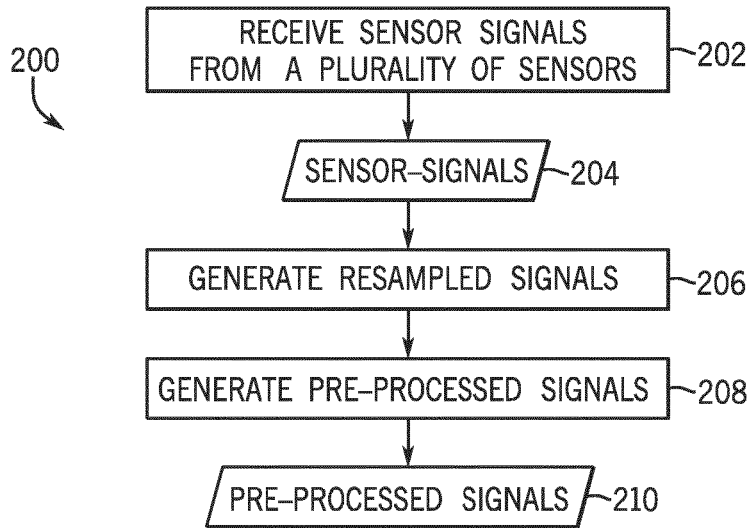 200
RECEIVE SENSOR SIGNALS
FROM A PLURALITY OF SENSORS
202
SENSOR–SIGNALS
204
GENERATE RESAMPLED SIGNALS
206
GENERATE PRE–PROCESSED SIGNALS
208
PRE–PROCESSED SIGNALS
210